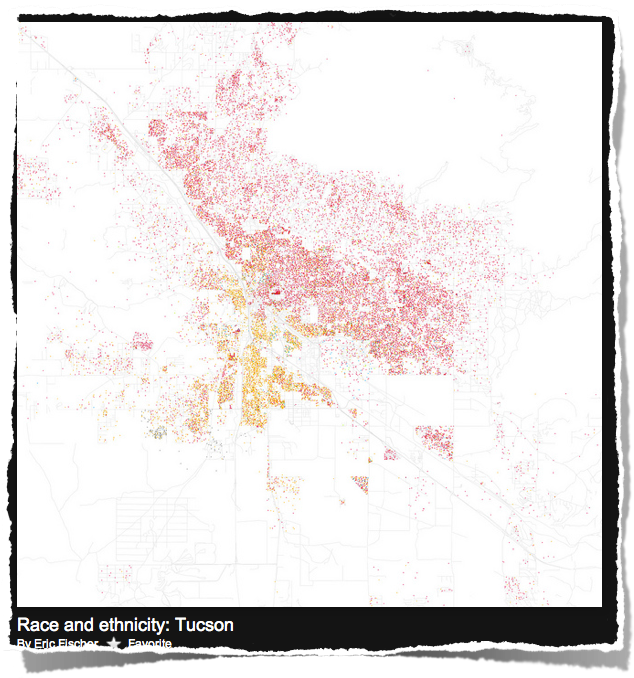 Race and ethnicity: Tucson
By Eric Fischer Favorite